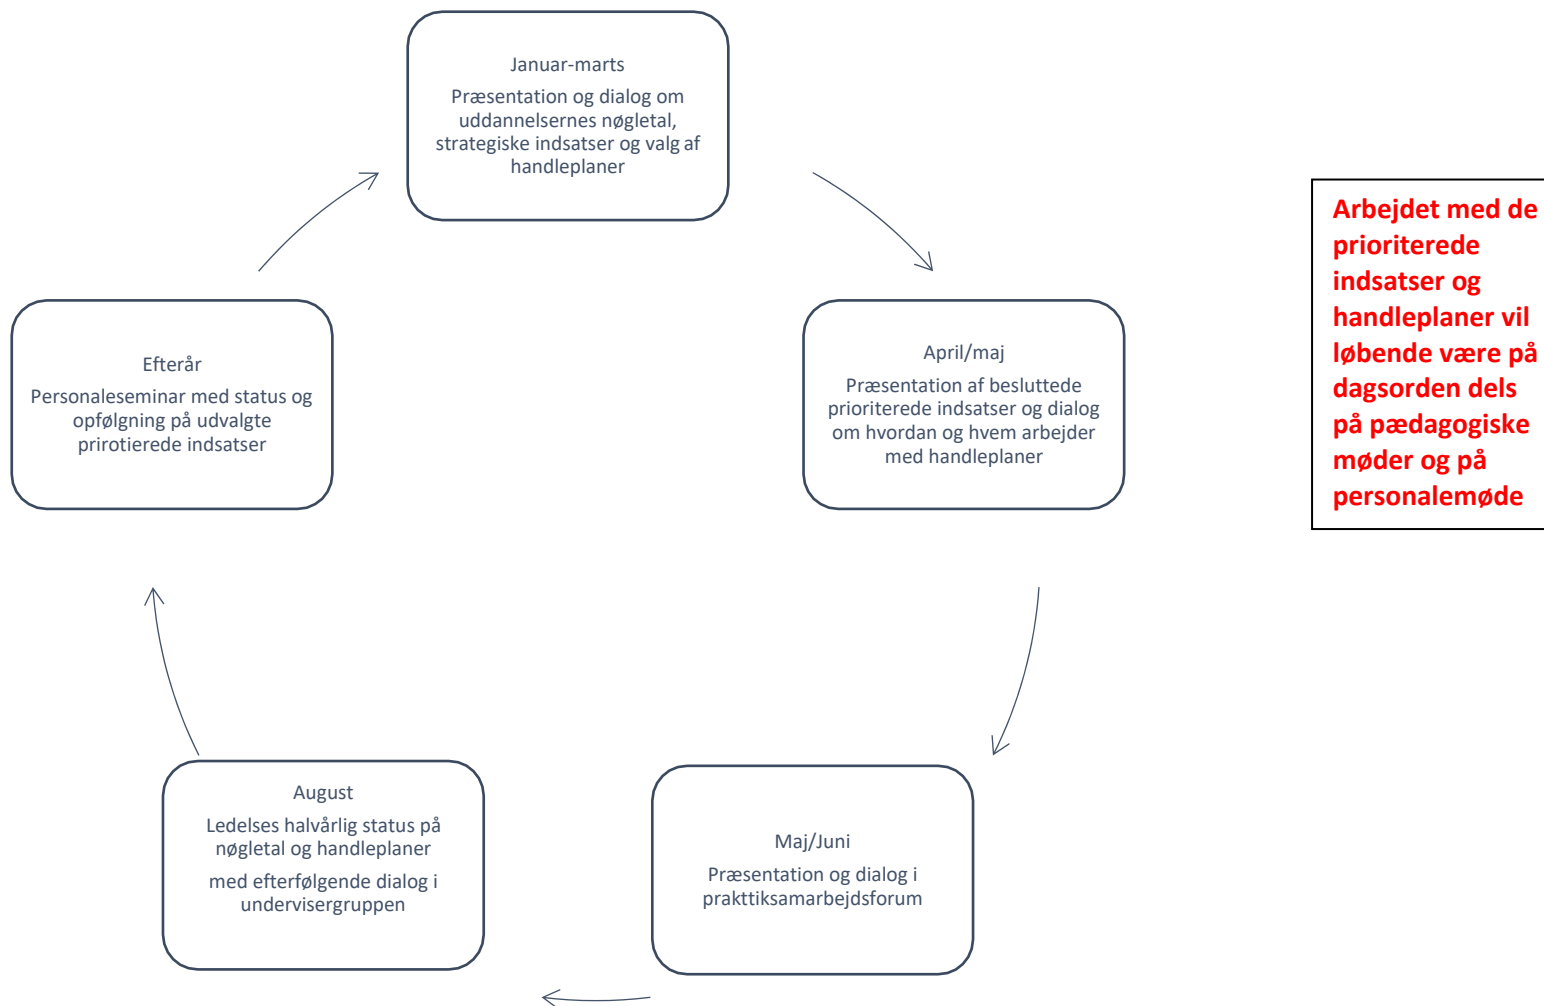 Januar-marts
Præsentation og dialog om
uddannelsernes nøgletal,
strategiske indsatser og valg af
handleplaner
April/maj
Præsentation af besluttede
prioriterede indsatser og dialog
om hvordan og hvem arbejder
med handleplaner
Maj/Juni
Præsentation og dialog i
prakttiksamarbejdsforum
August
Ledelses halvårlig status på
nøgletal og handleplaner
med efterfølgende dialog i
undervisergruppen
Efterår
Personaleseminar med status og
opfølgning på udvalgte
prirotierede indsatser
Arbejdet med de
prioriterede
indsatser og
handleplaner vil
løbende være på
dagsorden dels
på pædagogiske
møder og på
personalemøde